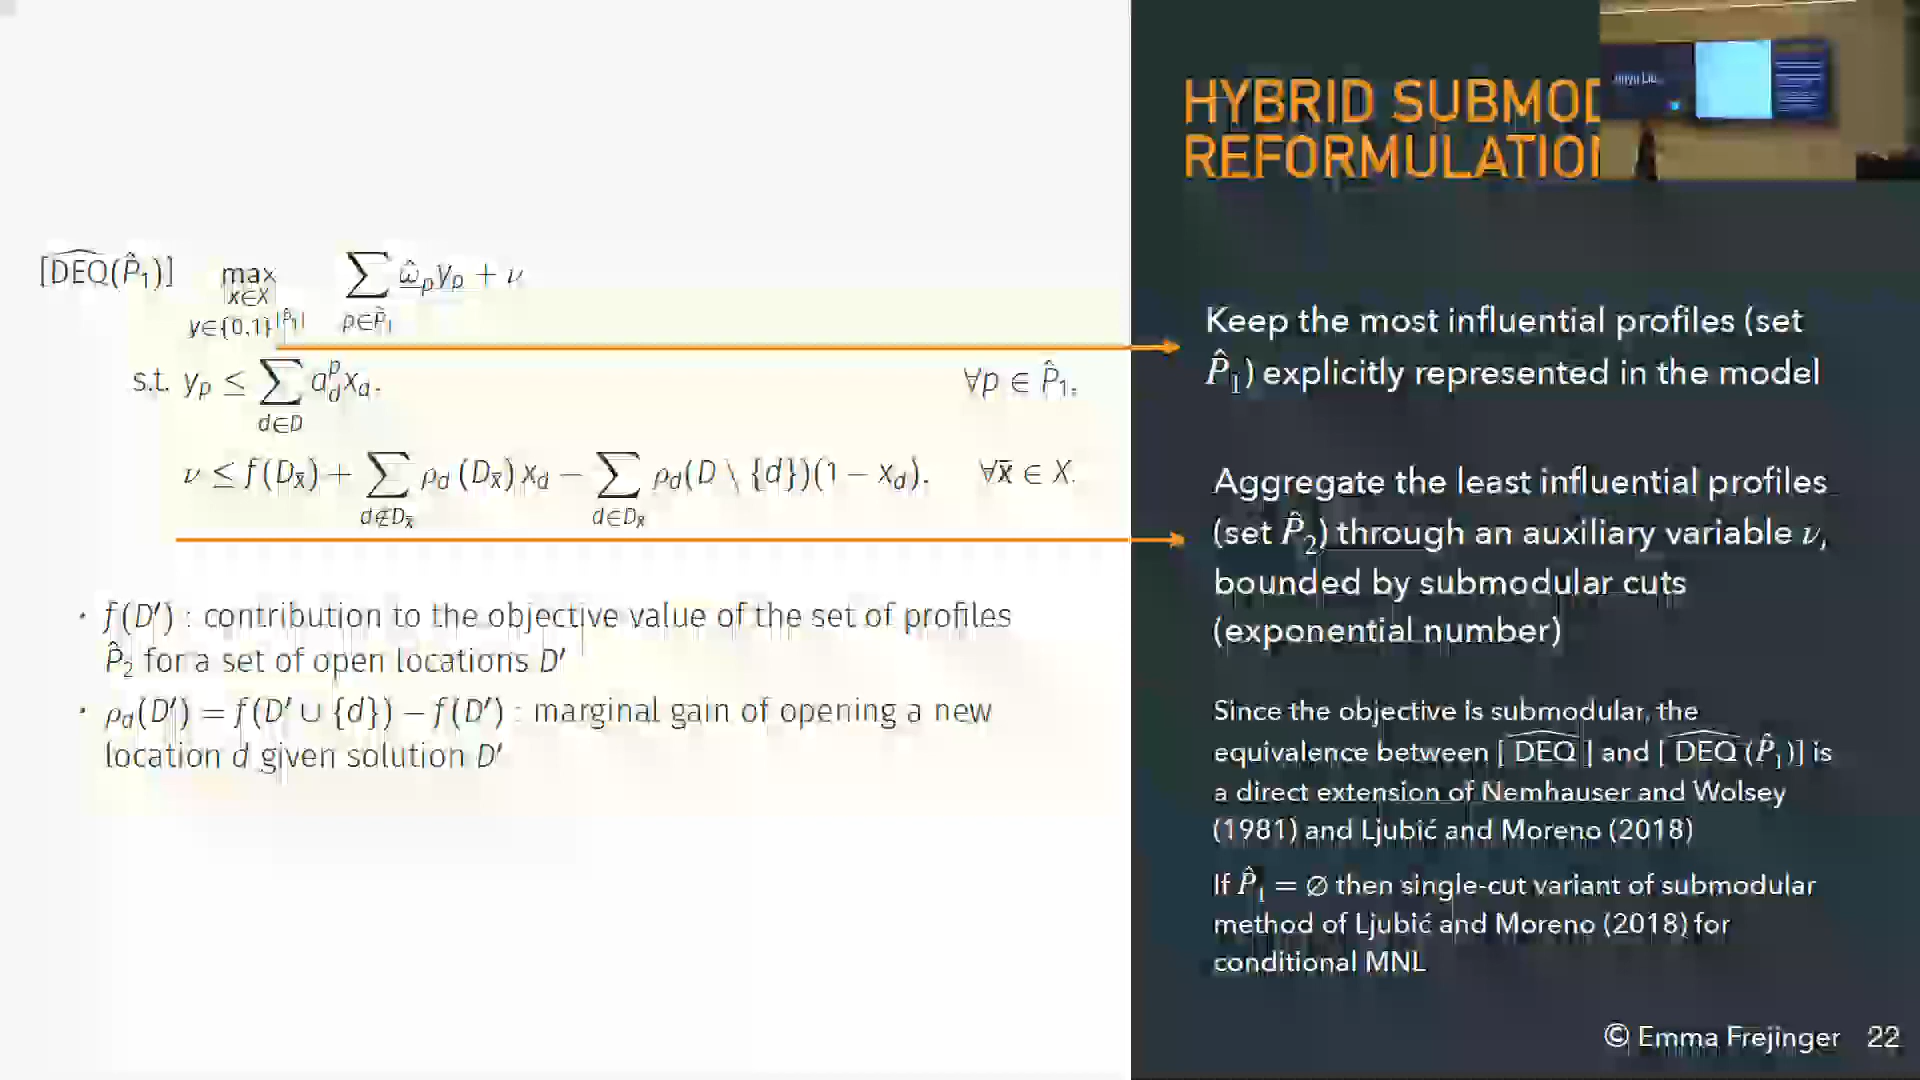 HYBRID SUBMOD
REFORMULATION
[DEQ(P̂₁)] max x∈X y∈{0,1}^|P̂₁| ∑ p∈P̂₁ ω̂_p y_p + ν
s.t. y_p ≤ ∑ d∈D a_d^p x_d. ∀p ∈ P̂₁.
ν ≤ f(D_x̄) + ∑ d∉D_x̄ ρ_d (D_x̄) x_d − ∑ d∈D_x̄ ρ_d(D \ {d})(1 − x_d). ∀x̄ ∈ X.
· f(D′) : contribution to the objective value of the set of profiles
P̂₂ for a set of open locations D′
· ρ_d(D′) = f(D′ ∪ {d}) − f(D′) : marginal gain of opening a new
location d given solution D′
Keep the most influential profiles (set
P̂₁) explicitly represented in the model
Aggregate the least influential profiles
(set P̂₂) through an auxiliary variable ν,
bounded by submodular cuts
(exponential number)
Since the objective is submodular, the
equivalence between [ DEQ ] and [ DEQ (P̂₁)] is
a direct extension of Nemhauser and Wolsey
(1981) and Ljubić and Moreno (2018)
If P̂₁ = ∅ then single-cut variant of submodular
method of Ljubić and Moreno (2018) for
conditional MNL
© Emma Frejinger 22